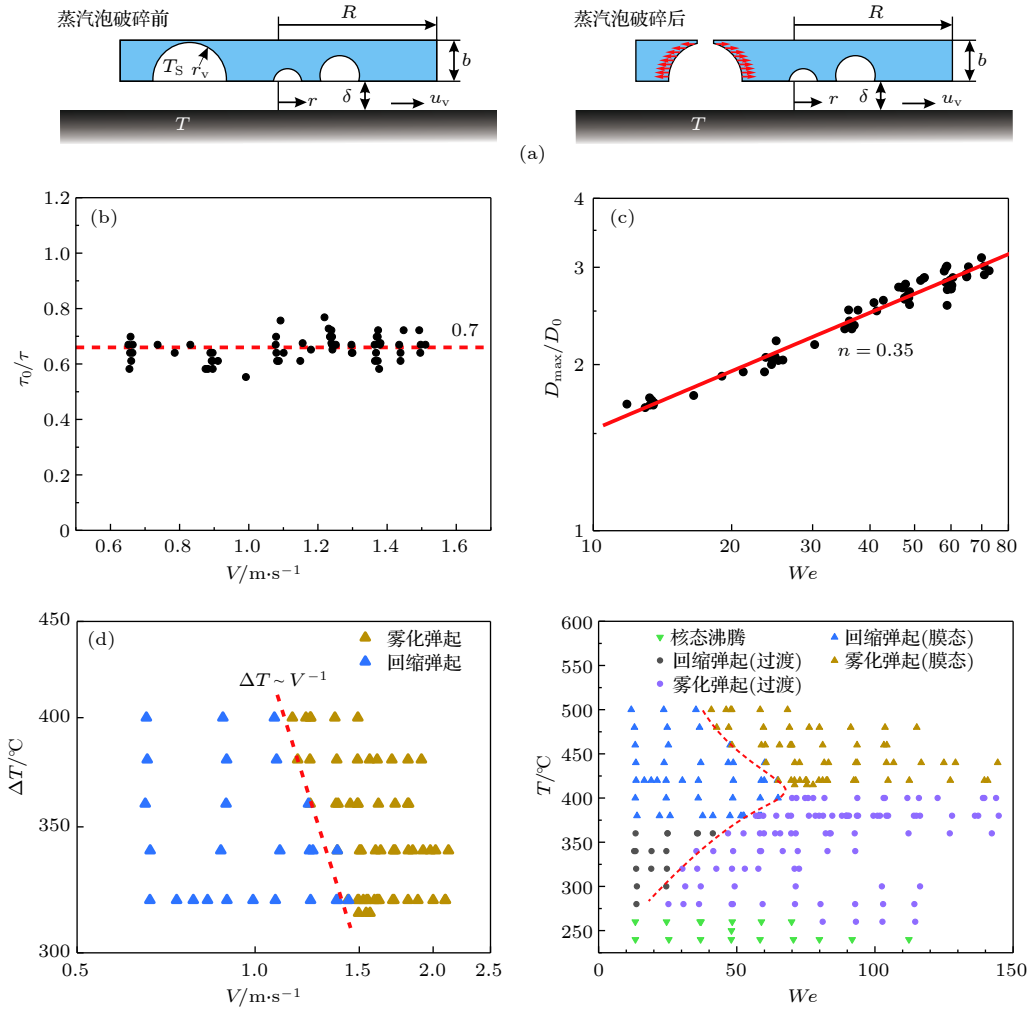 蒸汽泡破碎前
R
T_S r_v
b
r
δ
u_v
T
蒸汽泡破碎后
R
b
r
δ
u_v
T
(a)
(b)
1.2
1.0
0.8
0.6
0.4
0.2
0
0.7
τ_0/τ
0.6
0.8
1.0
1.2
1.4
1.6
V/m·s⁻¹
(c)
4
3
2
1
D_max/D_0
n = 0.35
10
20
30
40
50
60
70
80
We
(d)
450
400
350
300
ΔT/℃
雾化弹起
回缩弹起
ΔT ~ V⁻¹
0.5
1.0
1.5
2.0
2.5
V/m·s⁻¹
600
550
500
450
400
350
300
250
T/℃
核态沸腾
回缩弹起(过渡)
雾化弹起(过渡)
回缩弹起(膜态)
雾化弹起(膜态)
0
50
100
150
We